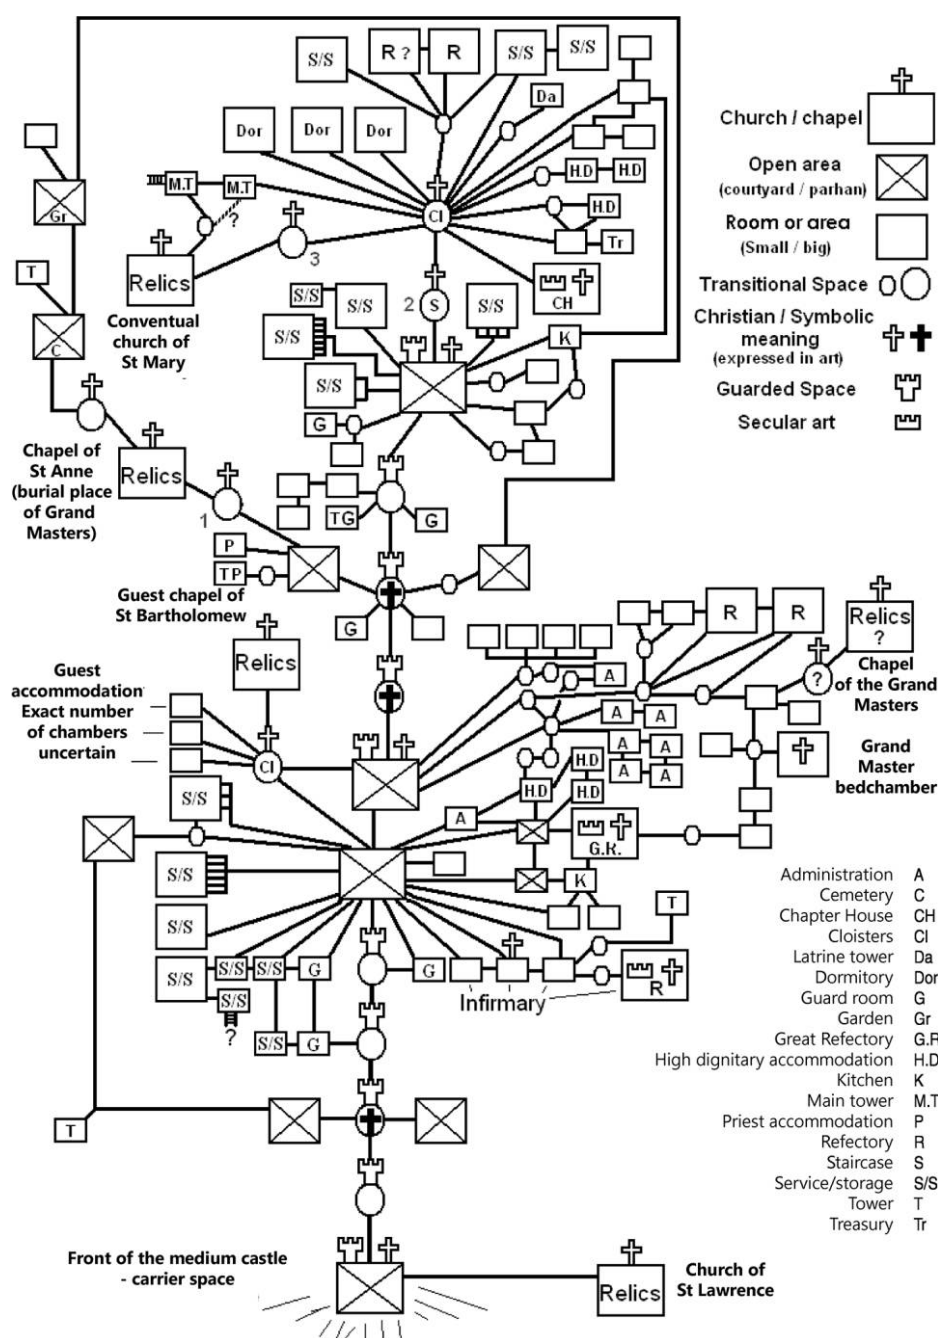 S/S
R ?
R
S/S
S/S
Da
Dor
Dor
Dor
M.T
M.T
?
H.D
H.D
Gr
Cl
H.D
Tr
3
Relics
T
C
Conventual
church of
St Mary
S/S
S/S
2
S
S/S
CH
S/S
K
S/S
G
Chapel of
St Anne
(burial place
of Grand
Masters)
Relics
1
TG
G
P
TP
Guest chapel of
St Bartholomew
G
Church / chapel
Open area
(courtyard / parhan)
Room or area
(Small / big)
Transitional Space
Christian / Symbolic
meaning
(expressed in art)
Guarded Space
Secular art
R
R
Relics
?
?
Chapel
of the Grand
Masters
Grand
Master
bedchamber
Relics
Guest
accommodation
Exact number
of chambers
uncertain
Cl
A
A
A
A
A
A
A
H.D
H.D
H.D
A
G.R.
K
S/S
S/S
S/S
S/S
S/S
S/S
G
G
S/S
?
S/S
G
T
R
Infirmary
T
Administration A
Cemetery C
Chapter House CH
Cloisters Cl
Latrine tower Da
Dormitory Dor
Guard room G
Garden Gr
Great Refectory G.R
High dignitary accommodation H.D
Kitchen K
Main tower M.T
Priest accommodation P
Refectory R
Staircase S
Service/storage S/S
Tower T
Treasury Tr
Front of the medium castle
- carrier space
Relics
Church of
St Lawrence